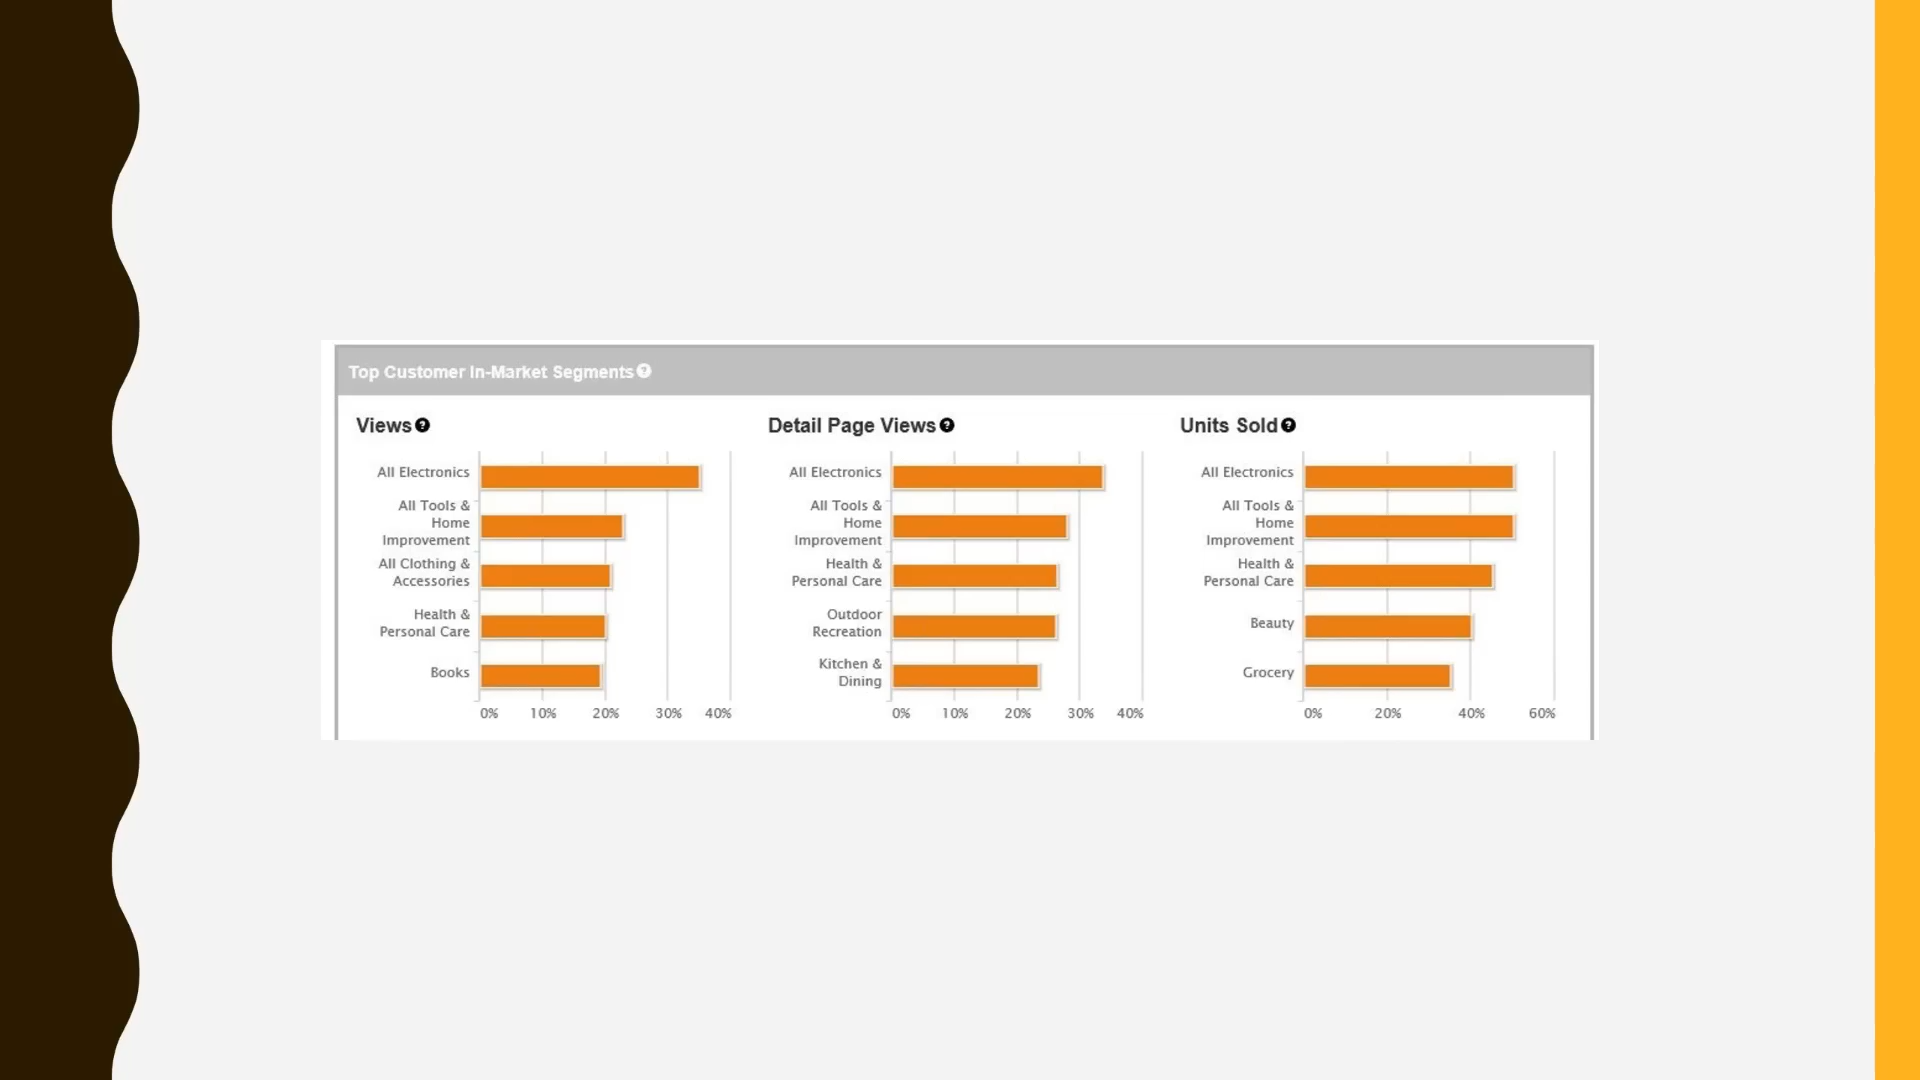 Top Customer In-Market Segments?
Views?
All Electronics
All Tools &
Home
Improvement
All Clothing &
Accessories
Health &
Personal Care
Books
0% 10% 20% 30% 40%
Detail Page Views?
All Electronics
All Tools &
Home
Improvement
Health &
Personal Care
Outdoor
Recreation
Kitchen &
Dining
0% 10% 20% 30% 40%
Units Sold?
All Electronics
All Tools &
Home
Improvement
Health &
Personal Care
Beauty
Grocery
0% 20% 40% 60%